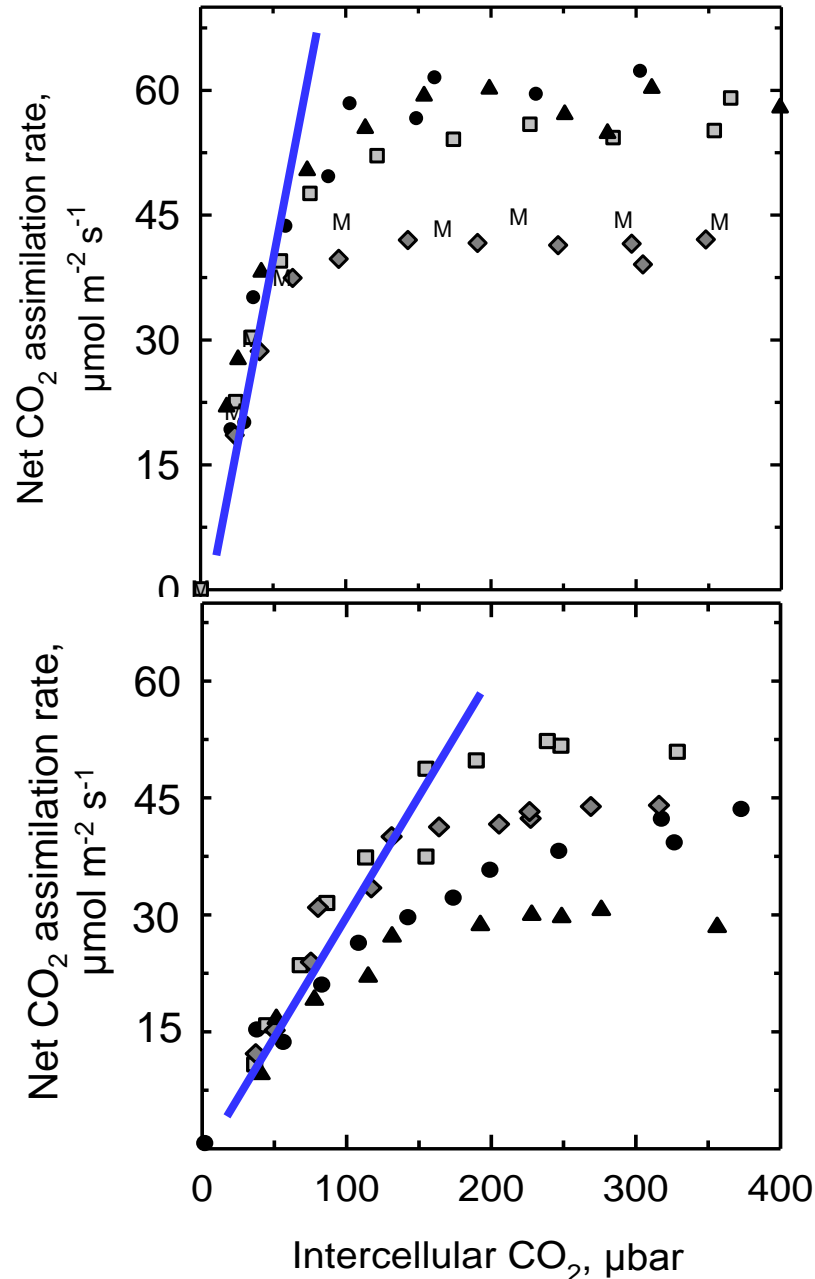 Net CO2 assimilation rate,
µmol m-2 s-1
60
45
30
15
0
M
M
M
M
M
M
M
M
M
Net CO2 assimilation rate,
µmol m-2 s-1
60
45
30
15
0 100 200 300 400
Intercellular CO2, µbar